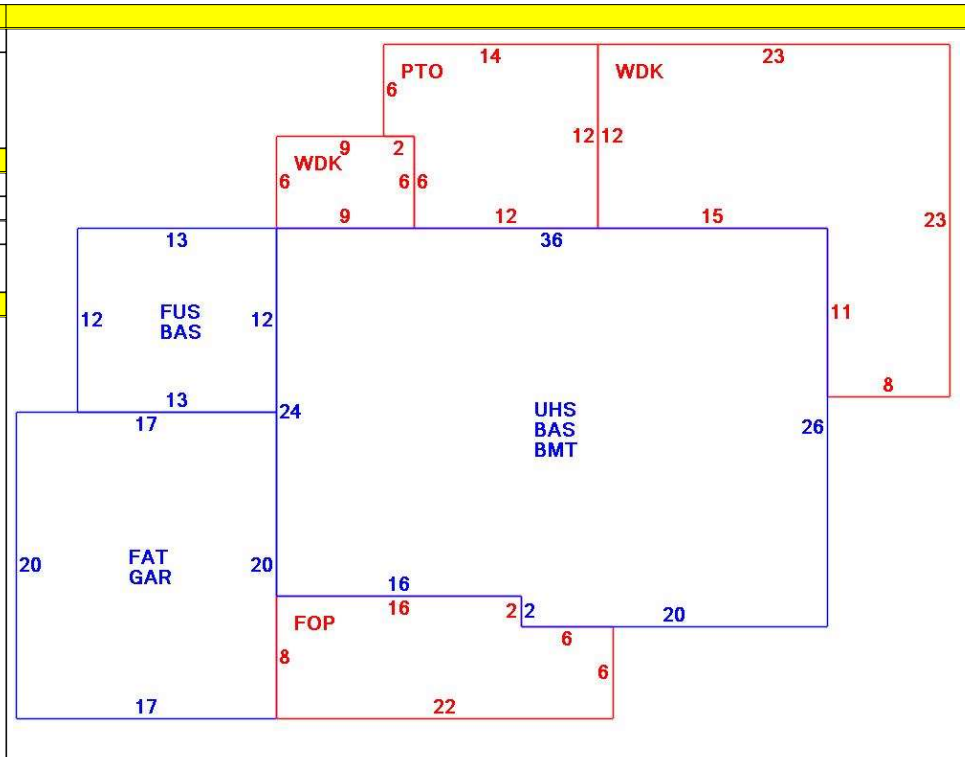 14 23
PTO WDK
6
12 12
9 2
WDK
6 6 6
9 12 15
13 36 23
FUS
BAS
12 12 11
13 8
17 24
UHS
BAS
BMT
26
FAT
GAR
20 20
16
16 2 2 20
FOP 6
8 6
17 22